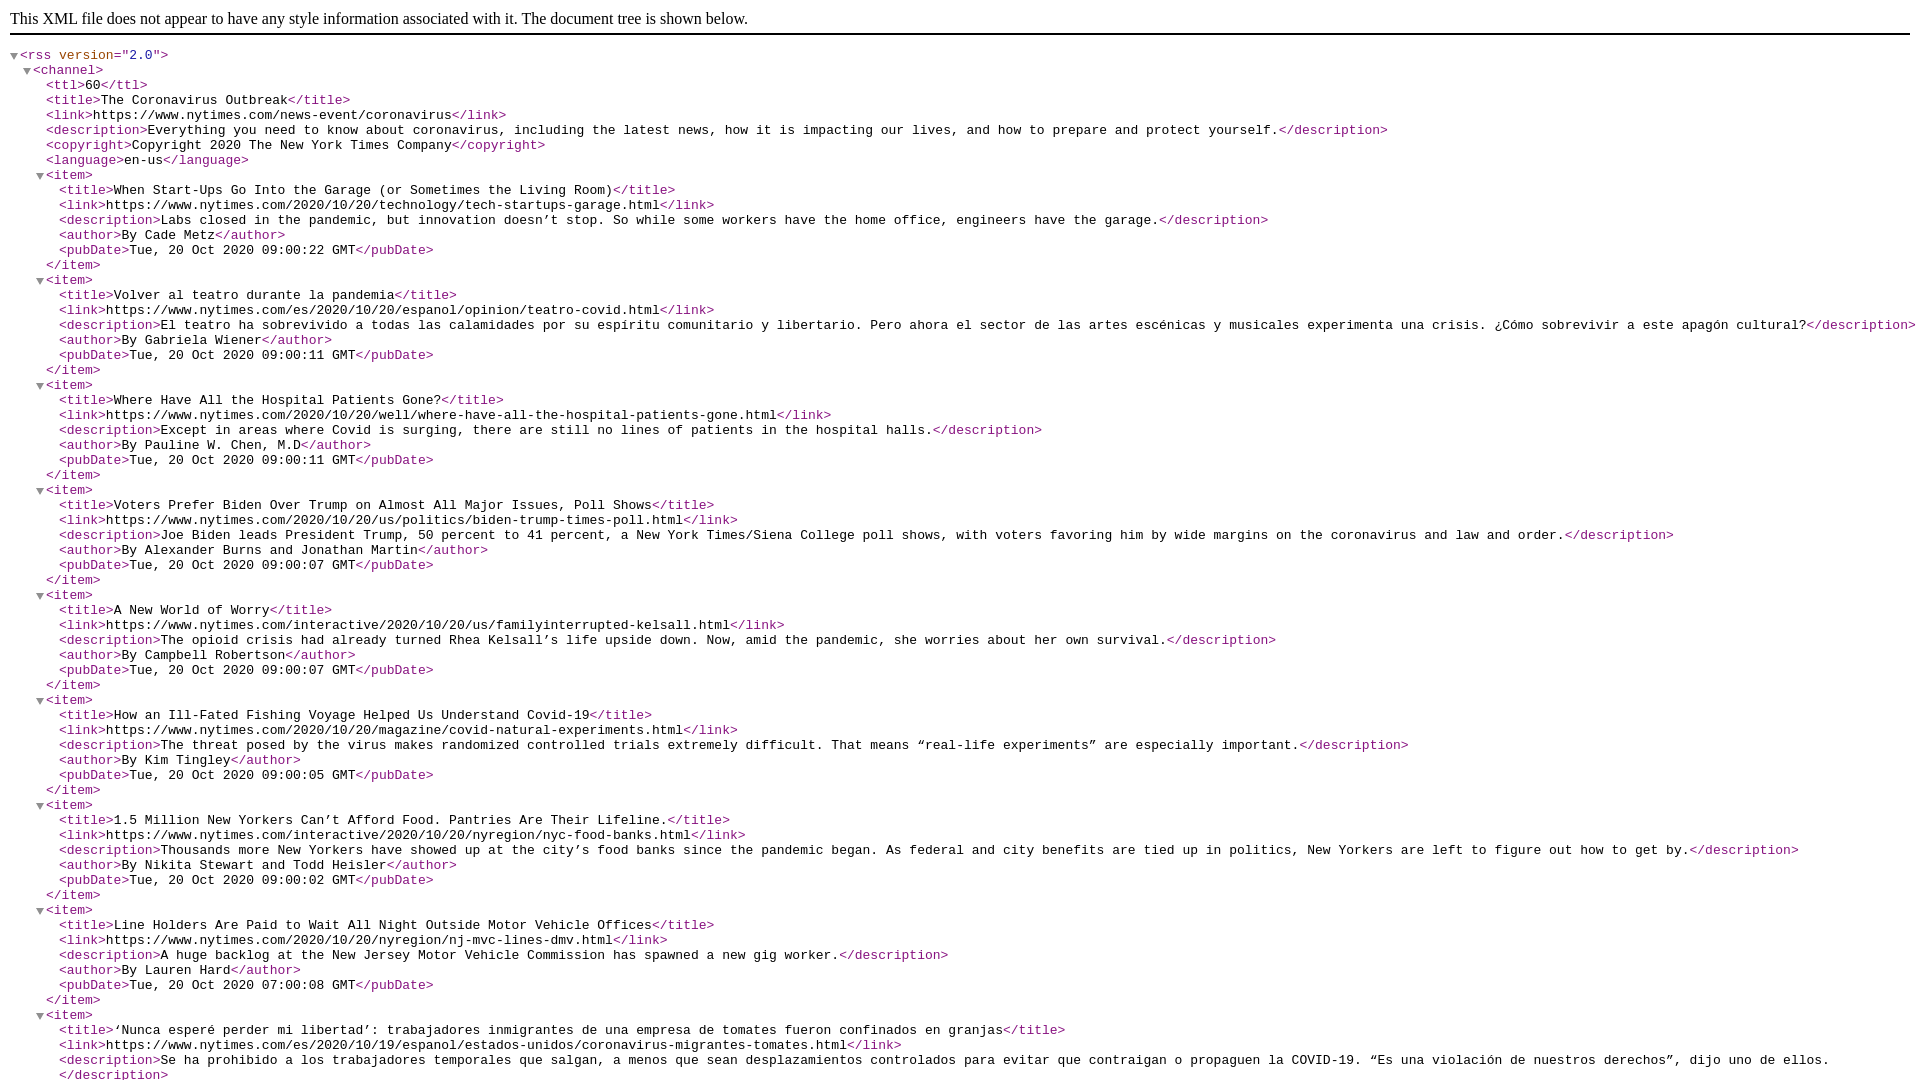 This XML file does not appear to have any style information associated with it. The document tree is shown below.
<rss version="2.0">
<channel>
<ttl>60</ttl>
<title>The Coronavirus Outbreak</title>
<link>https://www.nytimes.com/news-event/coronavirus</link>
<description>Everything you need to know about coronavirus, including the latest news, how it is impacting our lives, and how to prepare and protect yourself.</description>
<copyright>Copyright 2020 The New York Times Company</copyright>
<language>en-us</language>
<item>
<title>When Start-Ups Go Into the Garage (or Sometimes the Living Room)</title>
<link>https://www.nytimes.com/2020/10/20/technology/tech-startups-garage.html</link>
<description>Labs closed in the pandemic, but innovation doesn’t stop. So while some workers have the home office, engineers have the garage.</description>
<author>By Cade Metz</author>
<pubDate>Tue, 20 Oct 2020 09:00:22 GMT</pubDate>
</item>
<item>
<title>Volver al teatro durante la pandemia</title>
<link>https://www.nytimes.com/es/2020/10/20/espanol/opinion/teatro-covid.html</link>
<description>El teatro ha sobrevivido a todas las calamidades por su espíritu comunitario y libertario. Pero ahora el sector de las artes escénicas y musicales experimenta una crisis. ¿Cómo sobrevivir a este apagón cultural?</description>
<author>By Gabriela Wiener</author>
<pubDate>Tue, 20 Oct 2020 09:00:11 GMT</pubDate>
</item>
<item>
<title>Where Have All the Hospital Patients Gone?</title>
<link>https://www.nytimes.com/2020/10/20/well/where-have-all-the-hospital-patients-gone.html</link>
<description>Except in areas where Covid is surging, there are still no lines of patients in the hospital halls.</description>
<author>By Pauline W. Chen, M.D</author>
<pubDate>Tue, 20 Oct 2020 09:00:11 GMT</pubDate>
</item>
<item>
<title>Voters Prefer Biden Over Trump on Almost All Major Issues, Poll Shows</title>
<link>https://www.nytimes.com/2020/10/20/us/politics/biden-trump-times-poll.html</link>
<description>Joe Biden leads President Trump, 50 percent to 41 percent, a New York Times/Siena College poll shows, with voters favoring him by wide margins on the coronavirus and law and order.</description>
<author>By Alexander Burns and Jonathan Martin</author>
<pubDate>Tue, 20 Oct 2020 09:00:07 GMT</pubDate>
</item>
<item>
<title>A New World of Worry</title>
<link>https://www.nytimes.com/interactive/2020/10/20/us/familyinterrupted-kelsall.html</link>
<description>The opioid crisis had already turned Rhea Kelsall’s life upside down. Now, amid the pandemic, she worries about her own survival.</description>
<author>By Campbell Robertson</author>
<pubDate>Tue, 20 Oct 2020 09:00:07 GMT</pubDate>
</item>
<item>
<title>How an Ill-Fated Fishing Voyage Helped Us Understand Covid-19</title>
<link>https://www.nytimes.com/2020/10/20/magazine/covid-natural-experiments.html</link>
<description>The threat posed by the virus makes randomized controlled trials extremely difficult. That means “real-life experiments” are especially important.</description>
<author>By Kim Tingley</author>
<pubDate>Tue, 20 Oct 2020 09:00:05 GMT</pubDate>
</item>
<item>
<title>1.5 Million New Yorkers Can’t Afford Food. Pantries Are Their Lifeline.</title>
<link>https://www.nytimes.com/interactive/2020/10/20/nyregion/nyc-food-banks.html</link>
<description>Thousands more New Yorkers have showed up at the city’s food banks since the pandemic began. As federal and city benefits are tied up in politics, New Yorkers are left to figure out how to get by.</description>
<author>By Nikita Stewart and Todd Heisler</author>
<pubDate>Tue, 20 Oct 2020 09:00:02 GMT</pubDate>
</item>
<item>
<title>Line Holders Are Paid to Wait All Night Outside Motor Vehicle Offices</title>
<link>https://www.nytimes.com/2020/10/20/nyregion/nj-mvc-lines-dmv.html</link>
<description>A huge backlog at the New Jersey Motor Vehicle Commission has spawned a new gig worker.</description>
<author>By Lauren Hard</author>
<pubDate>Tue, 20 Oct 2020 07:00:08 GMT</pubDate>
</item>
<item>
<title>‘Nunca esperé perder mi libertad’: trabajadores inmigrantes de una empresa de tomates fueron confinados en granjas</title>
<link>https://www.nytimes.com/es/2020/10/19/espanol/estados-unidos/coronavirus-migrantes-tomates.html</link>
<description>Se ha prohibido a los trabajadores temporales que salgan, a menos que sean desplazamientos controlados para evitar que contraigan o propaguen la COVID-19. “Es una violación de nuestros derechos”, dijo uno de ellos.
</description>